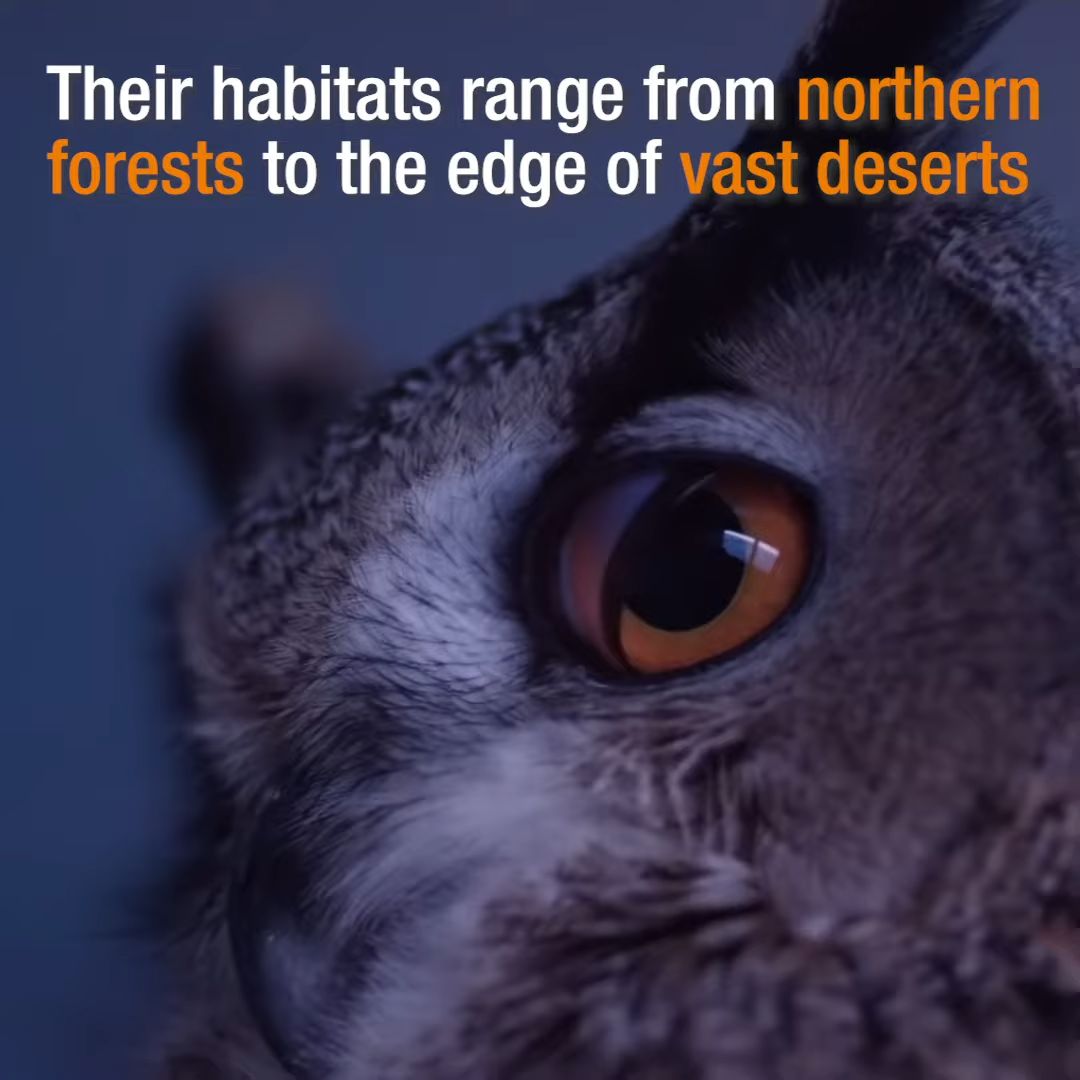 Their habitats range from northern
forests to the edge of vast deserts